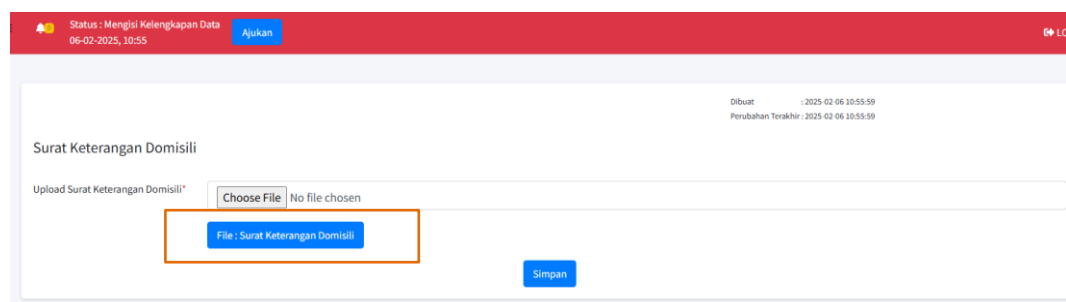 Status : Mengisi Kelengkapan Data
06-02-2025, 10:55
Ajukan
Dibuat : 2025-02-06 10:55:59
Perubahan Terakhir : 2025-02-06 10:55:59
Surat Keterangan Domisili
Upload Surat Keterangan Domisili*
Choose File No file chosen
File : Surat Keterangan Domisili
Simpan